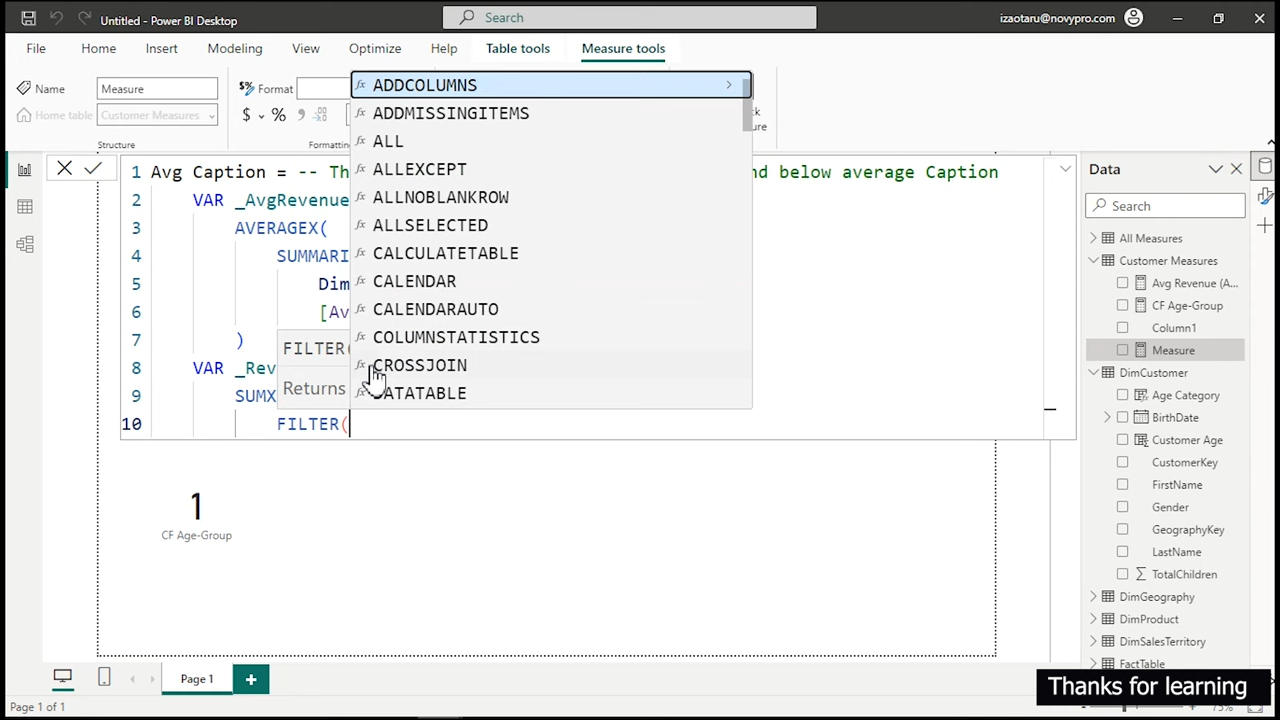 Untitled - Power BI Desktop
Search
izaotaru@novypro.com
File Home Insert Modeling View Optimize Help Table tools Measure tools
Name Measure
Format
Home table Customer Measures
$ %
Structure
Formatting
1 Avg Caption = -- Th nd below average Caption
2 VAR _AvgRevenue
3 AVERAGEX(
4 SUMMARI
5 Dim
6 [Av
7 )
8 VAR _Rev
9 SUMX
10 FILTER(
FILTER(
Returns
ADDCOLUMNS
ADDMISSINGITEMS
ALL
ALLEXCEPT
ALLNOBLANKROW
ALLSELECTED
CALCULATETABLE
CALENDAR
CALENDARAUTO
COLUMNSTATISTICS
CROSSJOIN
DATATABLE
1
CF Age-Group
Data
Search
All Measures
Customer Measures
Avg Revenue (A...
CF Age-Group
Column1
Measure
DimCustomer
Age Category
BirthDate
Customer Age
CustomerKey
FirstName
Gender
GeographyKey
LastName
TotalChildren
DimGeography
DimProduct
DimSalesTerritory
FactTable
Page 1
Thanks for learning
Page 1 of 1
75%